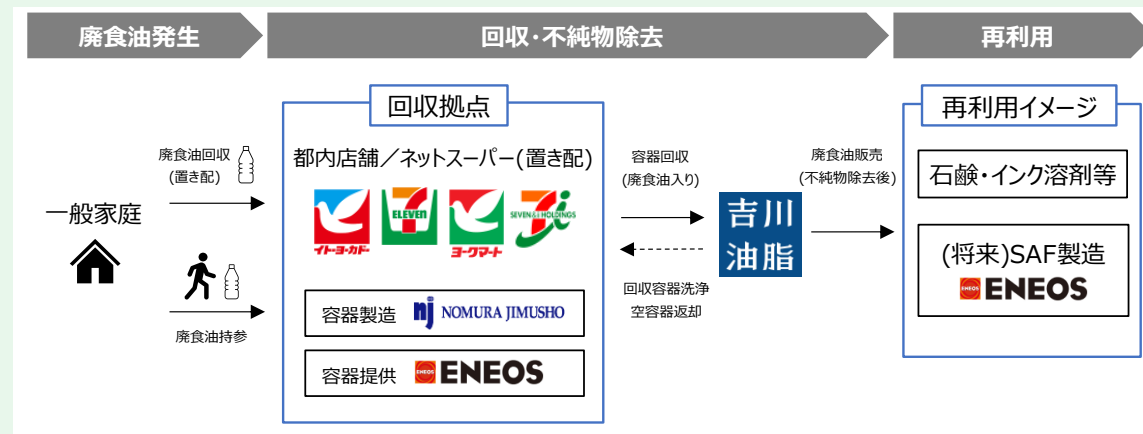 廃食油発生
回収・不純物除去
再利用
回収拠点
再利用イメージ
廃食油回収
(置き配)
都内店舗／ネットスーパー(置き配)
容器回収
(廃食油入り)
廃食油販売
(不純物除去後)
石鹸・インク溶剤等
一般家庭
イトーヨーカドー
7 ELEVEN
ヨークマート
SEVEN & i HOLDINGS
吉川
油脂
(将来)SAF製造
ENEOS
ENEOS
回収容器洗浄
空容器返却
廃食油持参
容器製造 nj NOMURA JIMUSHO
容器提供 ENEOS ENEOS